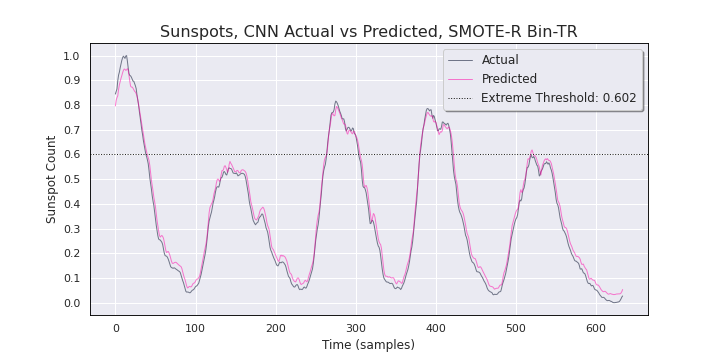 Sunspots, CNN Actual vs Predicted, SMOTE-R Bin-TR
Actual
Predicted
Extreme Threshold: 0.602
Sunspot Count
1.0
0.9
0.8
0.7
0.6
0.5
0.4
0.3
0.2
0.1
0.0
0 100 200 300 400 500 600
Time (samples)